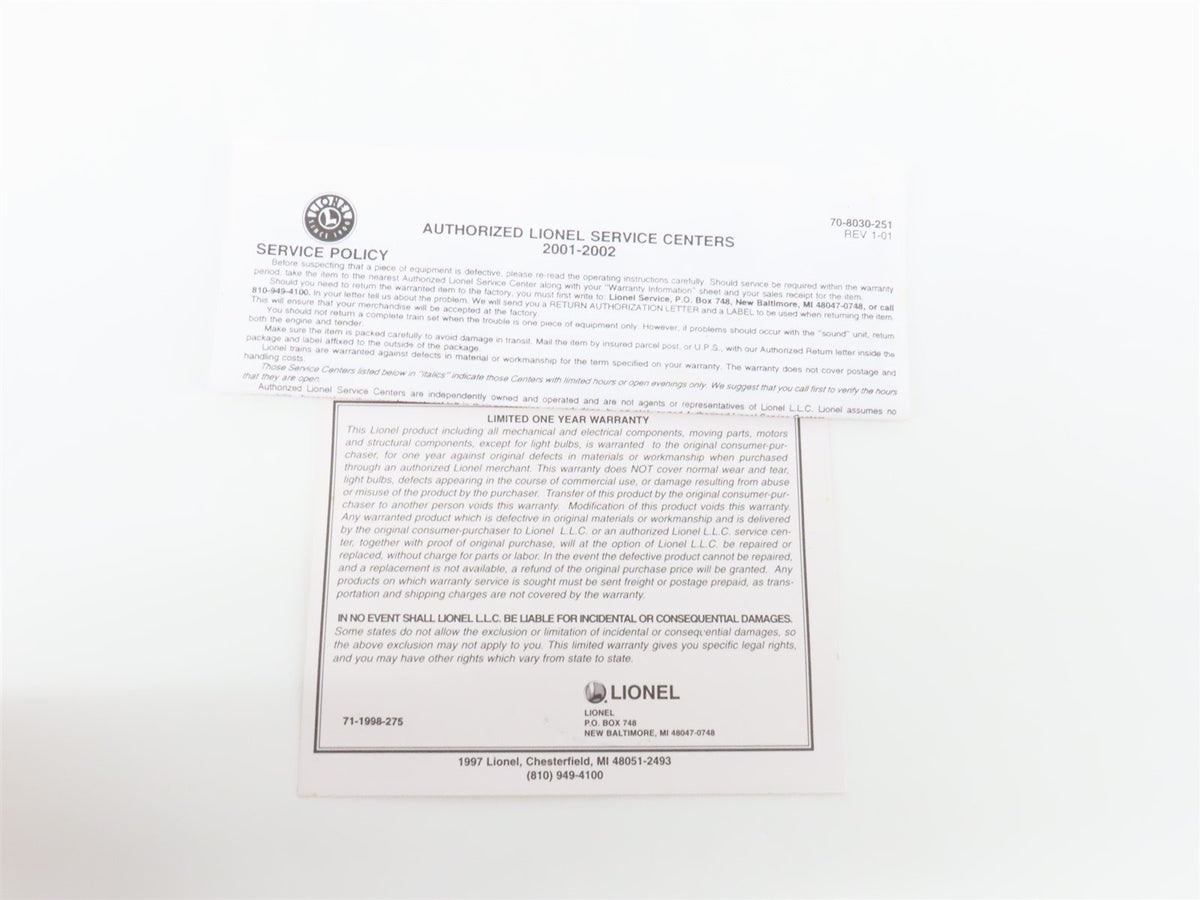 LIONEL
SINCE 1900
L
70-8030-251
REV 1-01
AUTHORIZED LIONEL SERVICE CENTERS
2001-2002
SERVICE POLICY
Before suspecting that a piece of equipment is defective, please re-read the operating instructions carefully. Should service be required within the warranty
period, take the item to the nearest Authorized Lionel Service Center along with your "Warranty Information" sheet and your sales receipt for the item.
Should you need to return the warranted item to the factory, you must first write to: Lionel Service, P.O. Box 748, New Baltimore, MI 48047-0748, or call
810-949-4100. In your letter tell us about the problem. We will send you a RETURN AUTHORIZATION LETTER and a LABEL to be used when returning the item.
This will ensure that your merchandise will be accepted at the factory.
You should not return a complete train set when the trouble is one piece of equipment only. However, if problems should occur with the "sound" unit, return
both the engine and tender.
Make sure the item is packed carefully to avoid damage in transit. Mail the item by insured parcel post, or U.P.S., with our Authorized Return letter inside the
package and label affixed to the outside of the package.
Lionel trains are warranted against defects in material or workmanship for the term specified on your warranty. The warranty does not cover postage and
handling costs.
Those Service Centers listed below in "italics" indicate those Centers with limited hours or open evenings only. We suggest that you call first to verify the hours
that they are open.
Authorized Lionel Service Centers are independently owned and operated and are not agents or representatives of Lionel L.L.C. Lionel assumes no
LIMITED ONE YEAR WARRANTY
This Lionel product including all mechanical and electrical components, moving parts, motors
and structural components, except for light bulbs, is warranted to the original consumer-pur-
chaser, for one year against original defects in materials or workmanship when purchased
through an authorized Lionel merchant. This warranty does NOT cover normal wear and tear,
light bulbs, defects appearing in the course of commercial use, or damage resulting from abuse
or misuse of the product by the purchaser. Transfer of this product by the original consumer-pur-
chaser to another person voids this warranty. Modification of this product voids this warranty.
Any warranted product which is defective in original materials or workmanship and is delivered
by the original consumer-purchaser to Lionel L.L.C. or an authorized Lionel L.L.C. service cen-
ter, together with proof of original purchase, will at the option of Lionel L.L.C. be repaired or
replaced, without charge for parts or labor. In the event the defective product cannot be repaired,
and a replacement is not available, a refund of the original purchase price will be granted. Any
products on which warranty service is sought must be sent freight or postage prepaid, as trans-
portation and shipping charges are not covered by the warranty.
IN NO EVENT SHALL LIONEL L.L.C. BE LIABLE FOR INCIDENTAL OR CONSEQUENTIAL DAMAGES.
Some states do not allow the exclusion or limitation of incidental or consequential damages, so
the above exclusion may not apply to you. This limited warranty gives you specific legal rights,
and you may have other rights which vary from state to state.
LIONEL
LIONEL
P.O. BOX 748
NEW BALTIMORE, MI 48047-0748
71-1998-275
1997 Lionel, Chesterfield, MI 48051-2493
(810) 949-4100